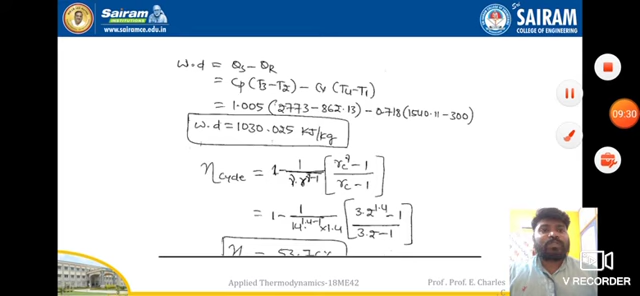 Sairam
INSTITUTIONS
www.sairamce.edu.in
SAIRAM
COLLEGE OF ENGINEERING
W.d = QS - QR
= Cp (T3 - T2) - Cv (T4 - T1)
= 1.005 (2773 - 862.13) - 0.718 (1540.11 - 300)
W.d = 1030.025 KJ/kg
η cycle = 1 - 1/(γ.r^γ-1) [ (rc^γ - 1)/(rc - 1) ]
= 1 - 1/(14^1.4-1 × 1.4) [ (3.2^1.4 - 1)/(3.2 - 1) ]
09:30
Applied Thermodynamics-18ME42
Prof . Prof. E. Charles
C
V RECORDER